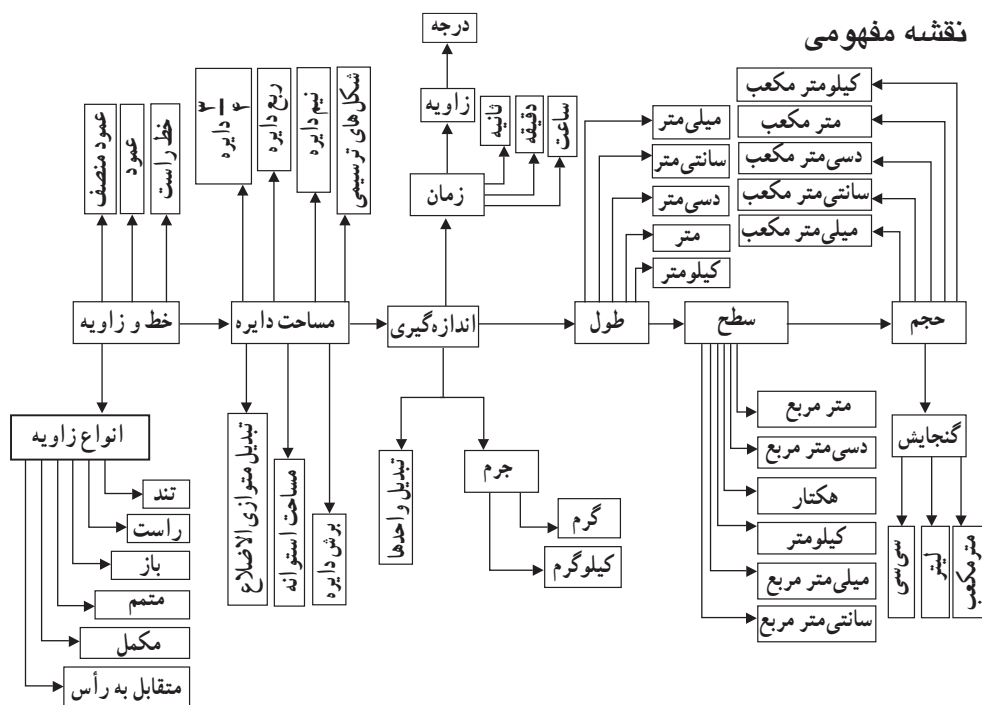 نقشه مفهومی
کیلومتر مکعب
متر مکعب
دسی‌متر مکعب
سانتی‌متر مکعب
میلی‌متر مکعب
میلی‌متر
سانتی‌متر
دسی‌متر
متر
کیلومتر
درجه
زاویه
زمان
ثانیه
دقیقه
ساعت
۳/۴ دایره
ربع دایره
نیم دایره
شکل های ترسیمی
عمود منصف
عمود
خط راست
حجم
سطح
طول
اندازه‌گیری
مساحت دایره
خط و زاویه
گنجایش
سی‌سی
لیتر
مترمکعب
متر مربع
دسی‌متر مربع
هکتار
کیلومتر
میلی‌متر مربع
سانتی‌متر مربع
تبدیل واحدها
جرم
گرم
کیلوگرم
تبدیل متوازی الاضلاع
مساحت استوانه
برش دایره
انواع زاویه
تند
راست
باز
متمم
مکمل
متقابل به رأس